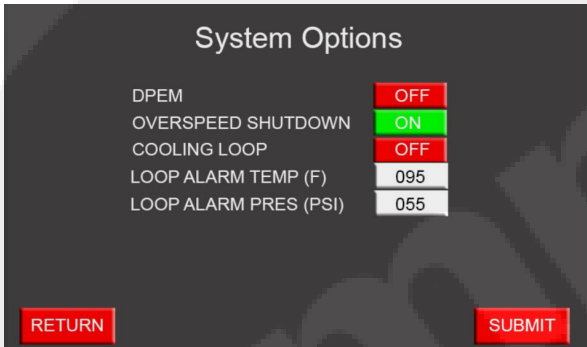 System Options
DPEM OFF
OVERSPEED SHUTDOWN ON
COOLING LOOP OFF
LOOP ALARM TEMP (F) 095
LOOP ALARM PRES (PSI) 055
RETURN SUBMIT